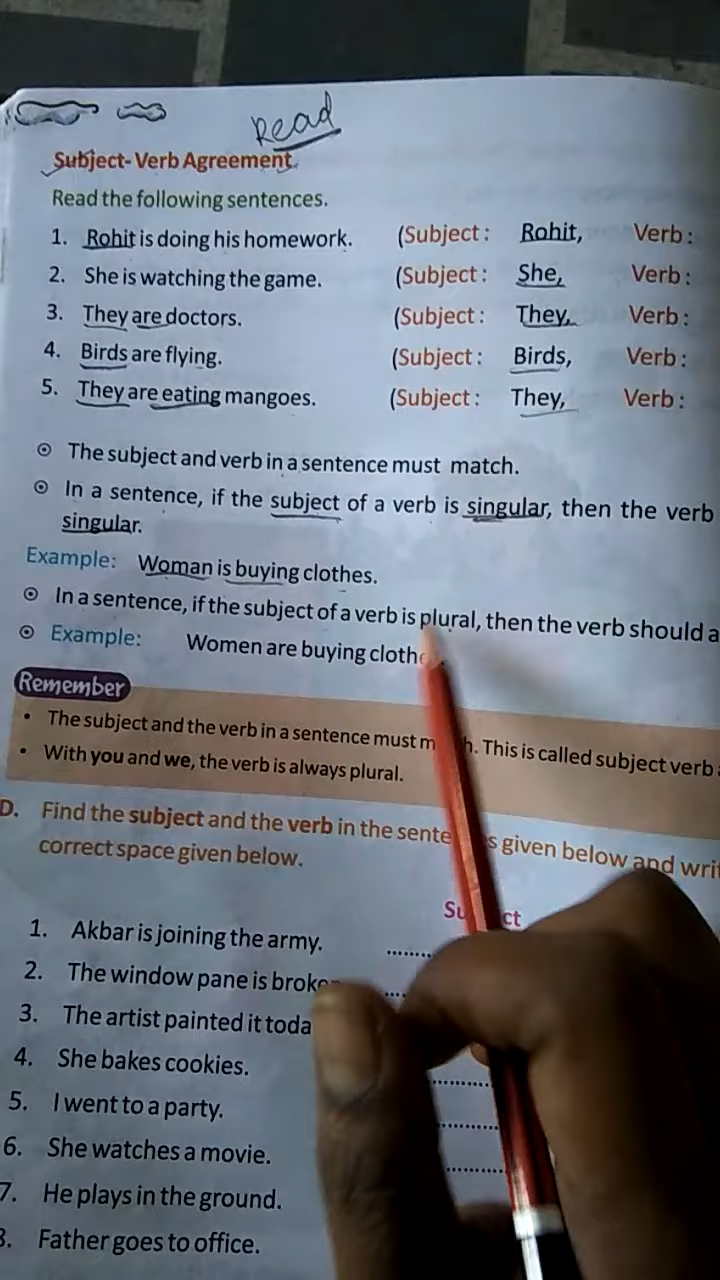 Read
Subject-Verb Agreement
Read the following sentences.
1. Rohit is doing his homework. (Subject : Rohit, Verb :
2. She is watching the game. (Subject : She, Verb :
3. They are doctors. (Subject : They, Verb :
4. Birds are flying. (Subject : Birds, Verb :
5. They are eating mangoes. (Subject : They, Verb :
The subject and verb in a sentence must match.
In a sentence, if the subject of a verb is singular, then the verb
singular.
Example: Woman is buying clothes.
In a sentence, if the subject of a verb is plural, then the verb should a
Example: Women are buying cloth
Remember
• The subject and the verb in a sentence must m h. This is called subject verb
• With you and we, the verb is always plural.
D. Find the subject and the verb in the sente s given below and writ
correct space given below.
Su ct
1. Akbar is joining the army.
2. The window pane is broke
3. The artist painted it toda
4. She bakes cookies.
5. I went to a party.
6. She watches a movie.
7. He plays in the ground.
8. Father goes to office.